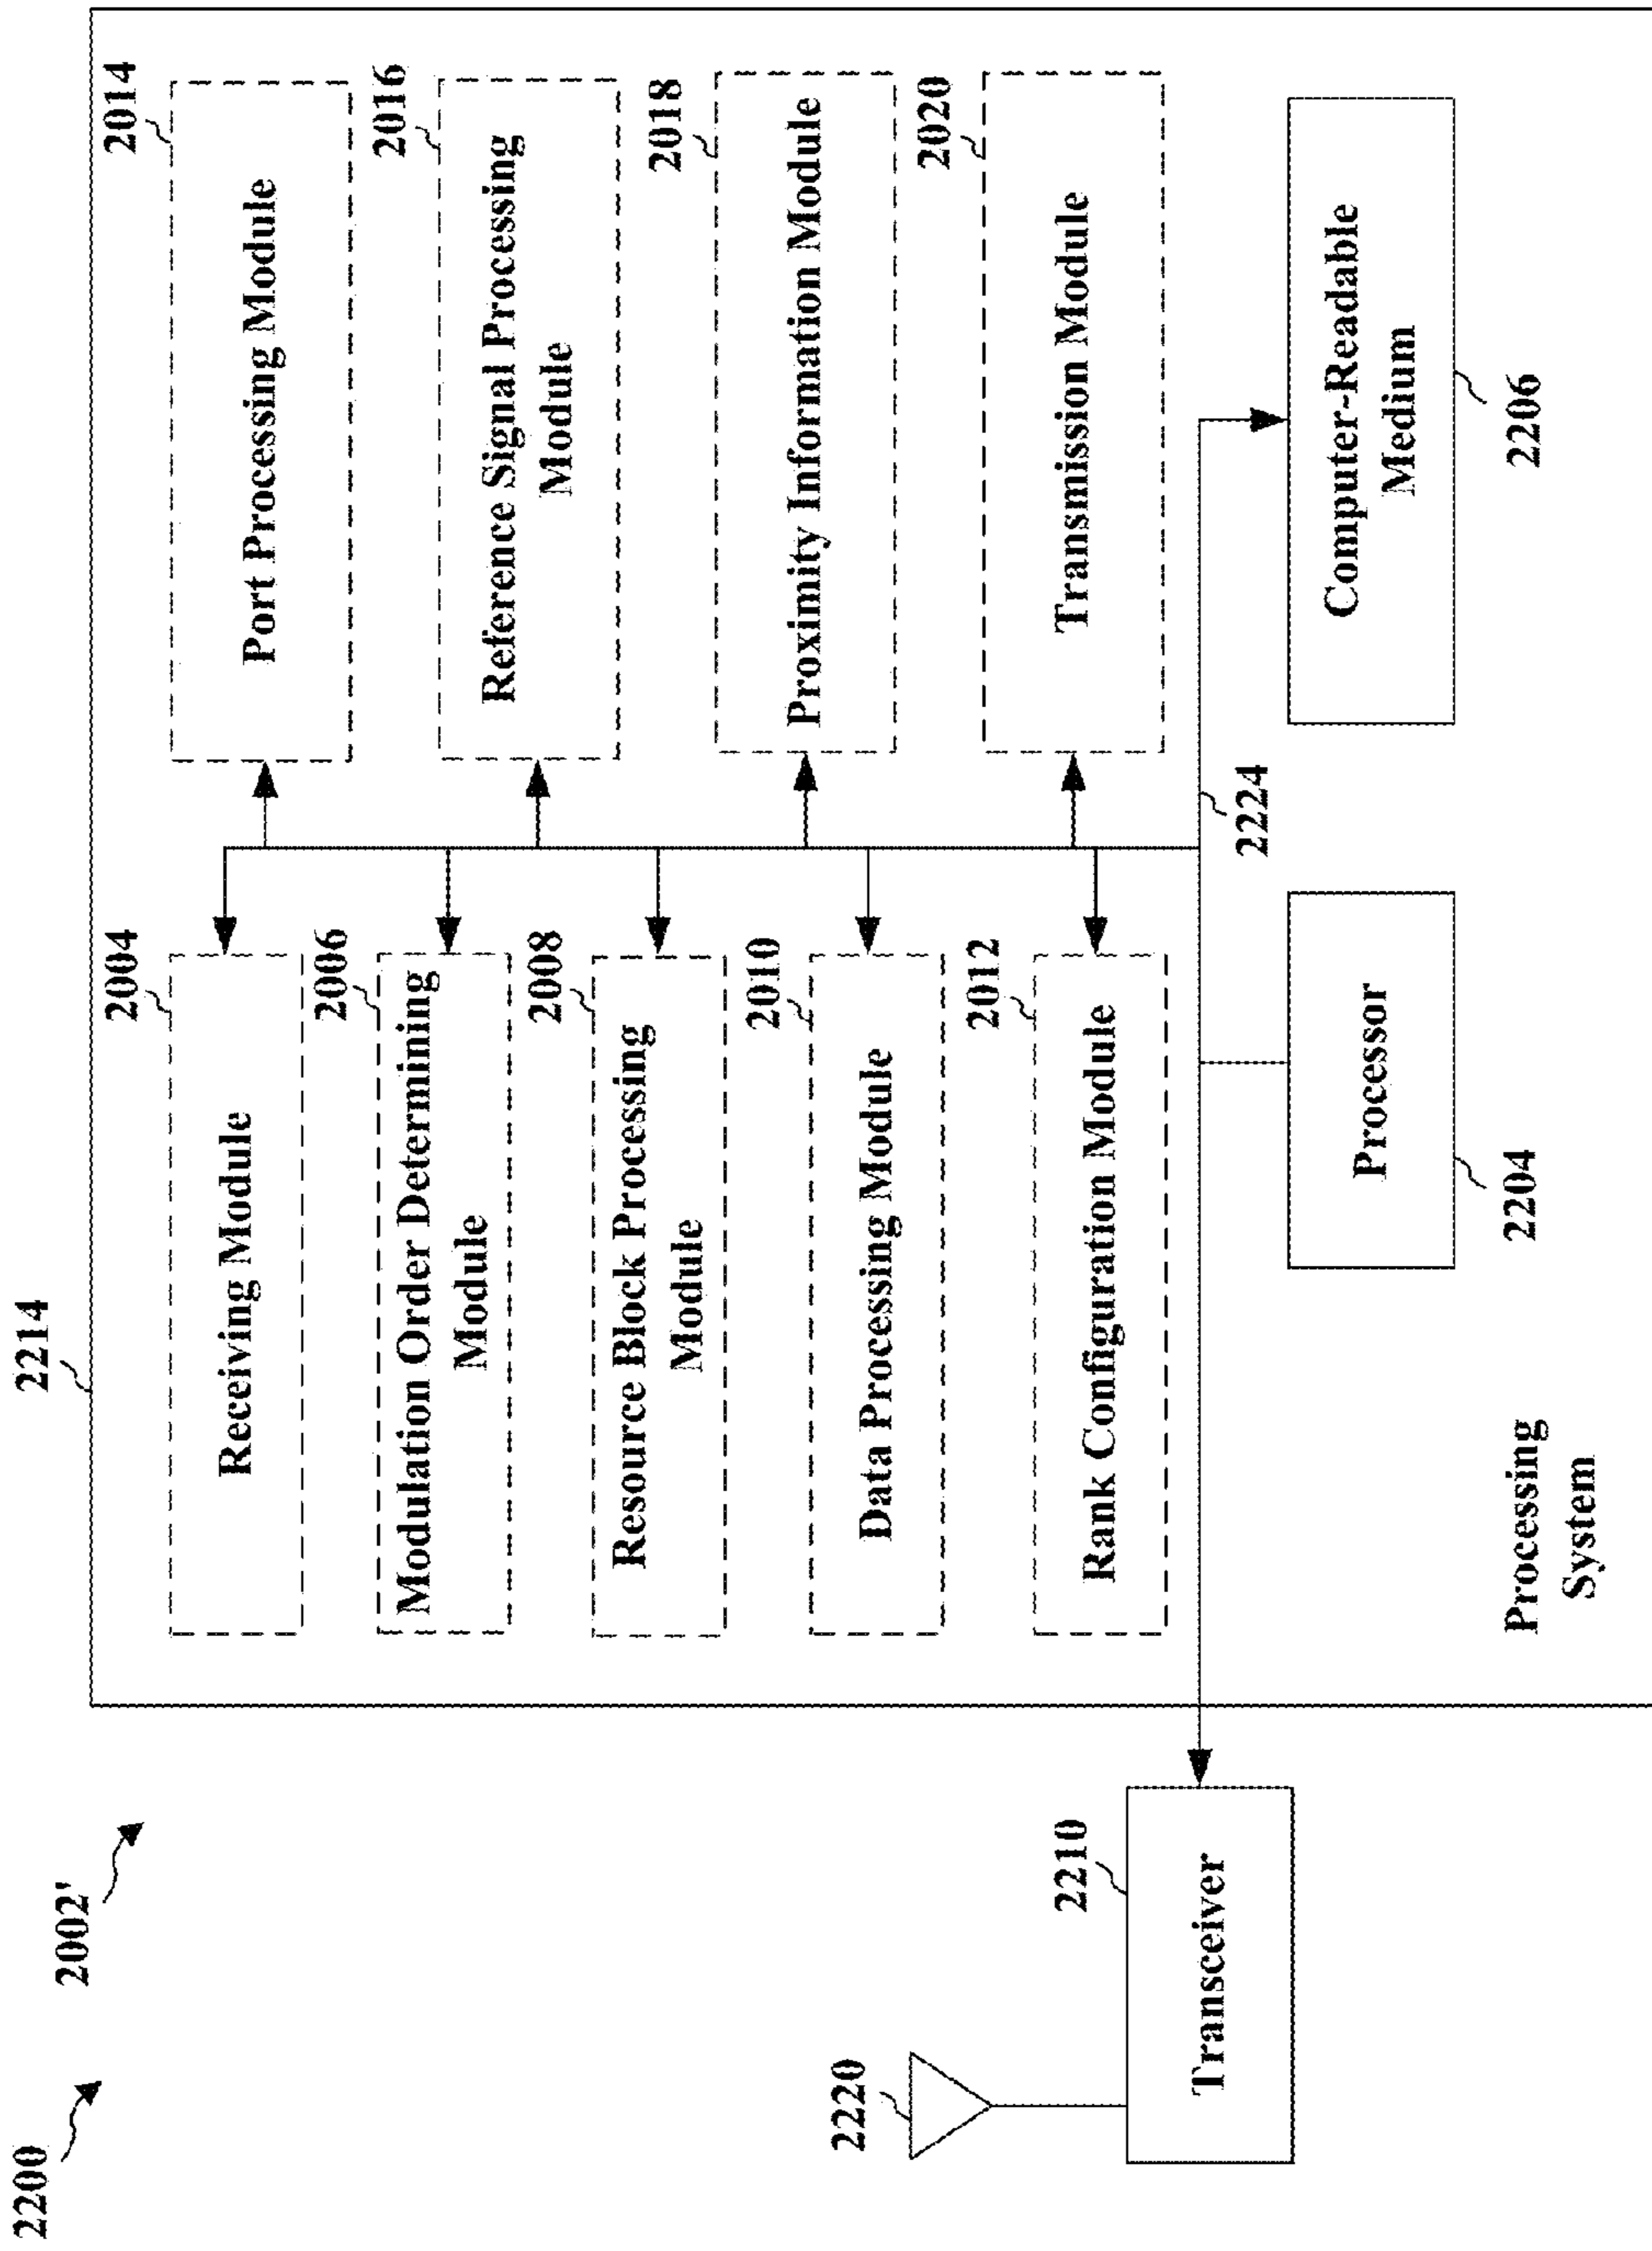 2200
2002'
2214
2004
Receiving Module
2006
Modulation Order Determining
Module
2008
Resource Block Processing
Module
2010
Data Processing Module
2012
Rank Configuration Module
2014
Port Processing Module
2016
Reference Signal Processing
Module
2018
Proximity Information Module
2020
Transmission Module
2220
2210
Transceiver
2224
Processor
2204
Computer-Readable
Medium
2206
Processing
System